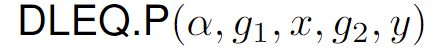 DLEQ.P(α, g₁, x, g₂, y)